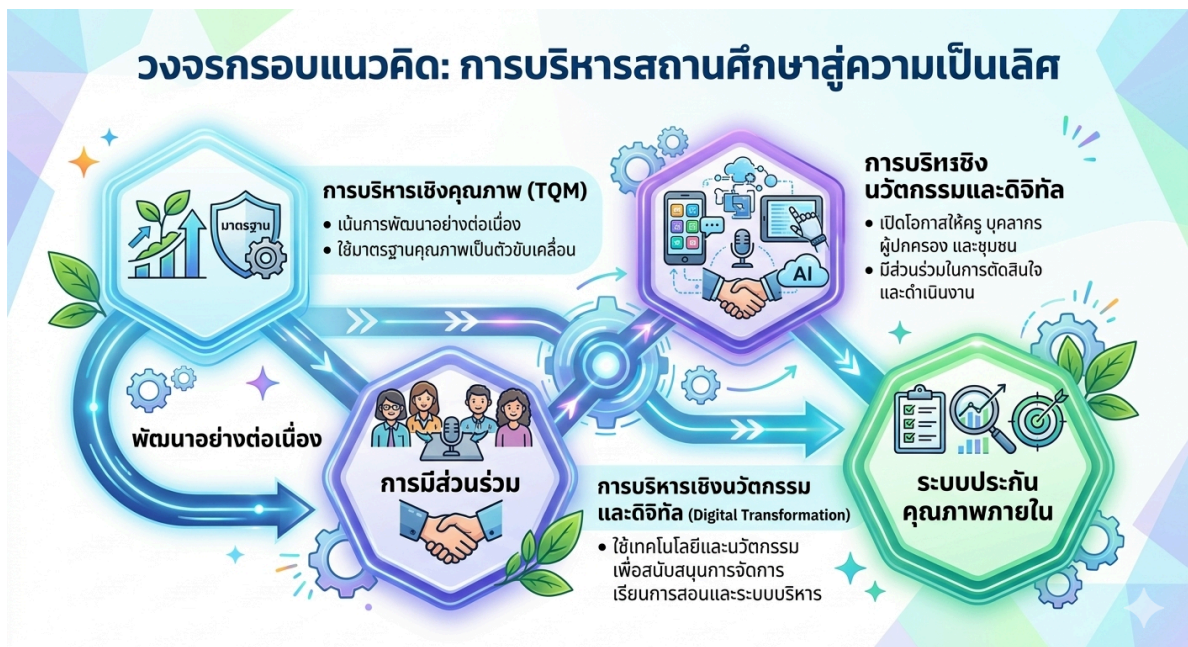 วงจรกรอบแนวคิด: การบริหารสถานศึกษาสู่ความเป็นเลิศ
มาตรฐาน
การบริหารเชิงคุณภาพ (TQM)
• เน้นการพัฒนาอย่างต่อเนื่อง
• ใช้มาตรฐานคุณภาพเป็นตัวขับเคลื่อน
AI
การบริทรชิง
นวัตกรรมและดิจิทัล
• เปิดโอกาสให้ครู บุคลากร
ผู้ปกครอง และชุมชน
• มีส่วนร่วมในการตัดสินใจ
และดำเนินงาน
พัฒนาอย่างต่อเนื่อง
การมีส่วนร่วม
การบริหารเชิงนวัตกรรม
และดิจิทัล (Digital Transformation)
• ใช้เทคโนโลยีและนวัตกรรม
เพื่อสนับสนุนการจัดการ
เรียนการสอนและระบบบริหาร
ระบบประกัน
คุณภาพภายใน